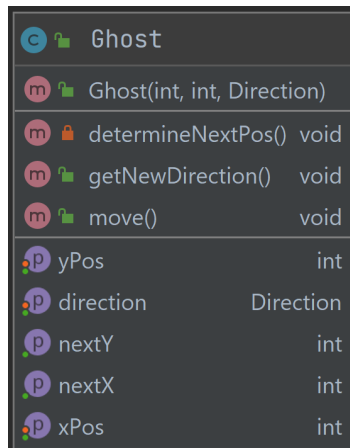 C Ghost
m Ghost(int, int, Direction)
m determineNextPos() void
m getNewDirection() void
m move() void
p yPos int
p direction Direction
p nextY int
p nextX int
p xPos int